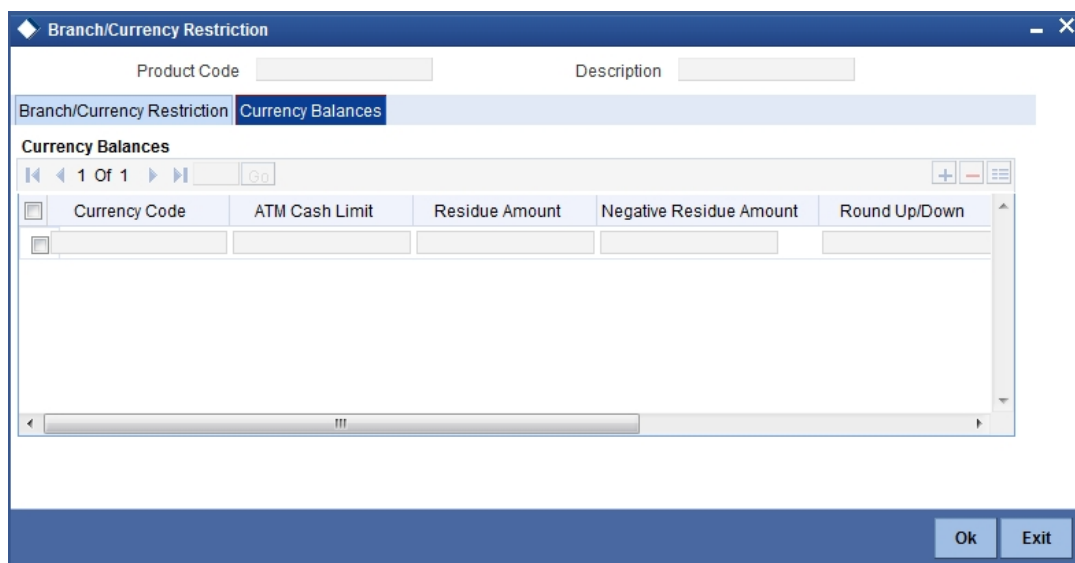 Branch/Currency Restriction
Product Code Description
Branch/Currency Restriction Currency Balances
Currency Balances
1 Of 1 Go
Currency Code ATM Cash Limit Residue Amount Negative Residue Amount Round Up/Down
Ok Exit